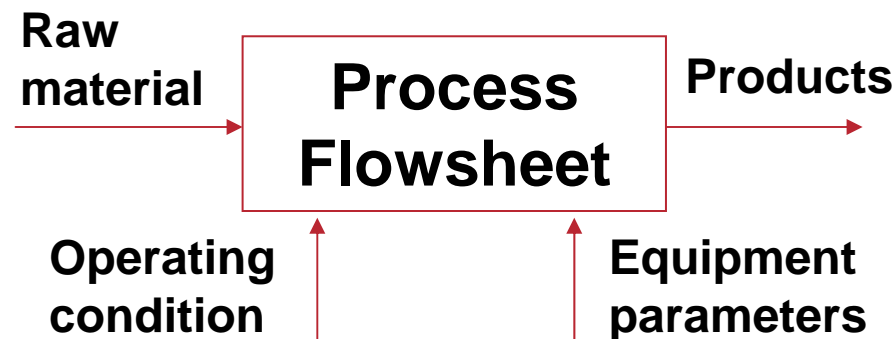 Raw
material
Process
Flowsheet
Products
Operating
condition
Equipment
parameters